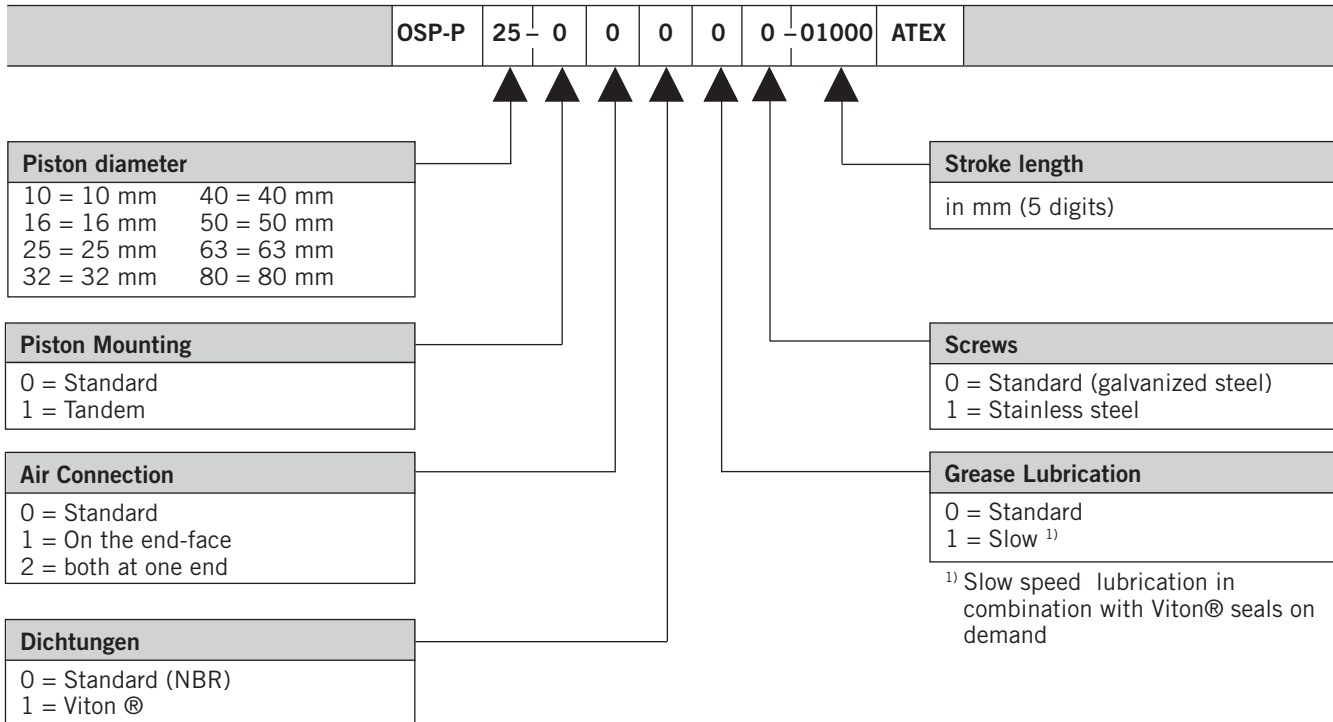 OSP-P 25 – 0 0 0 0 0 – 01000 ATEX
Piston diameter
10 = 10 mm 40 = 40 mm
16 = 16 mm 50 = 50 mm
25 = 25 mm 63 = 63 mm
32 = 32 mm 80 = 80 mm
Stroke length
in mm (5 digits)
Piston Mounting
0 = Standard
1 = Tandem
Screws
0 = Standard (galvanized steel)
1 = Stainless steel
Air Connection
0 = Standard
1 = On the end-face
2 = both at one end
Grease Lubrication
0 = Standard
1 = Slow 1)
1) Slow speed lubrication in
combination with Viton® seals on
demand
Dichtungen
0 = Standard (NBR)
1 = Viton ®